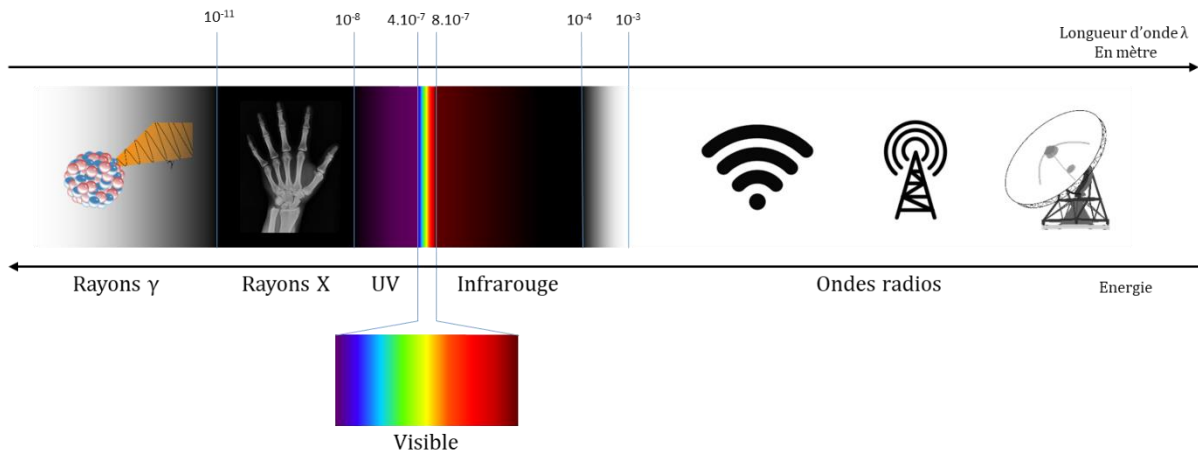 10⁻¹¹
10⁻⁸
4.10⁻⁷
8.10⁻⁷
10⁻⁴
10⁻³
Longueur d'onde λ
En mètre
γ
Rayons γ
Rayons X
UV
Infrarouge
Ondes radios
Energie
Visible